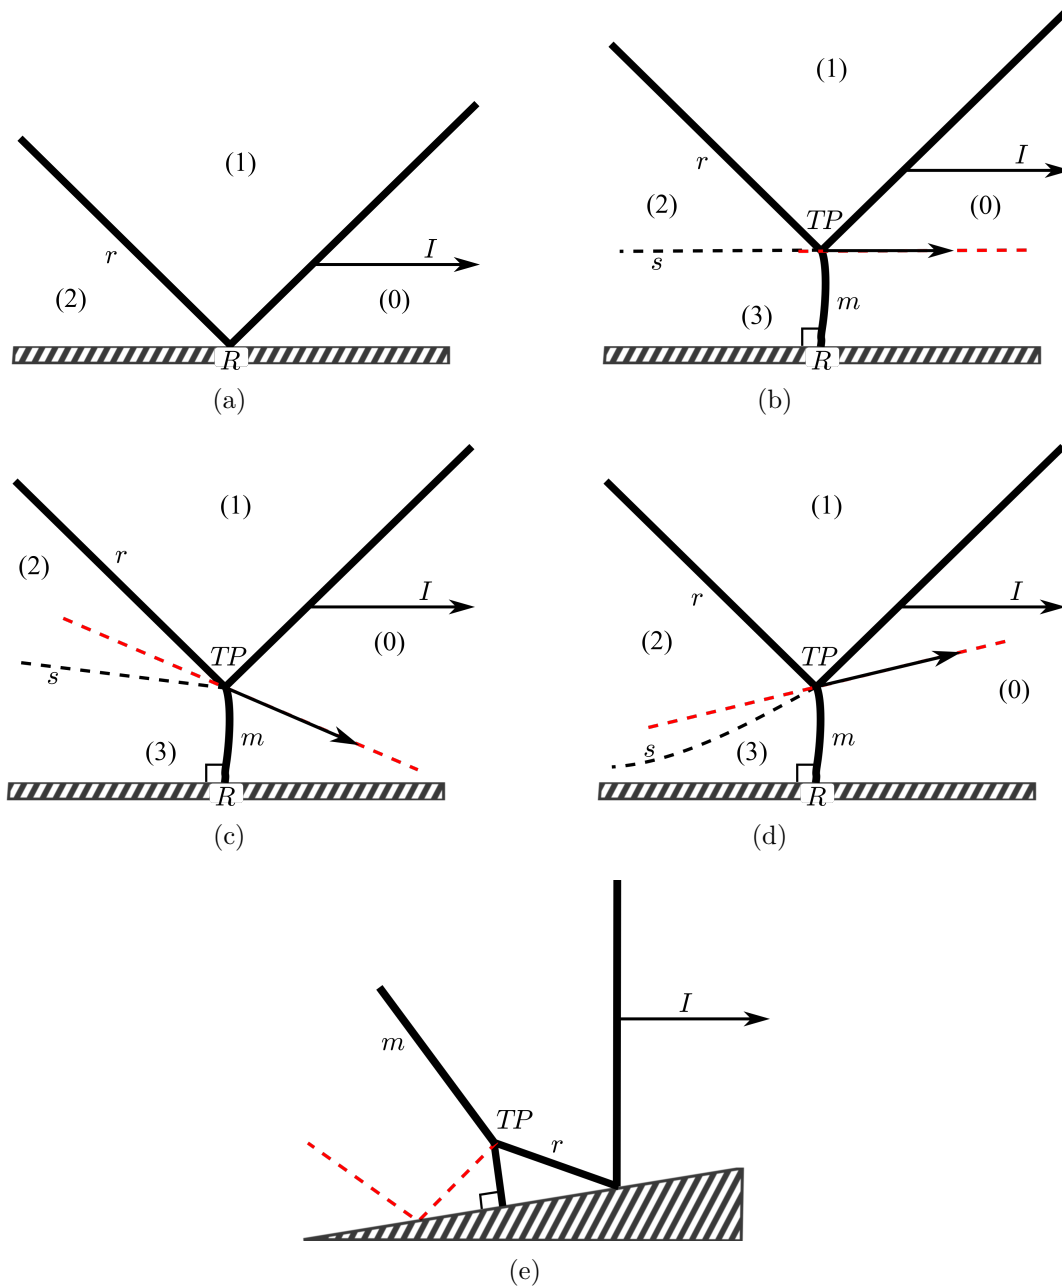 (1)
r
I
(2)
(0)
R
(a)
(1)
r
I
(2)
TP
(0)
s
(3)
m
R
(b)
(1)
(2)
r
I
TP
(0)
s
(3)
m
R
(c)
(1)
r
I
(2)
TP
(0)
s
(3)
m
R
(d)
I
m
TP
r
(e)